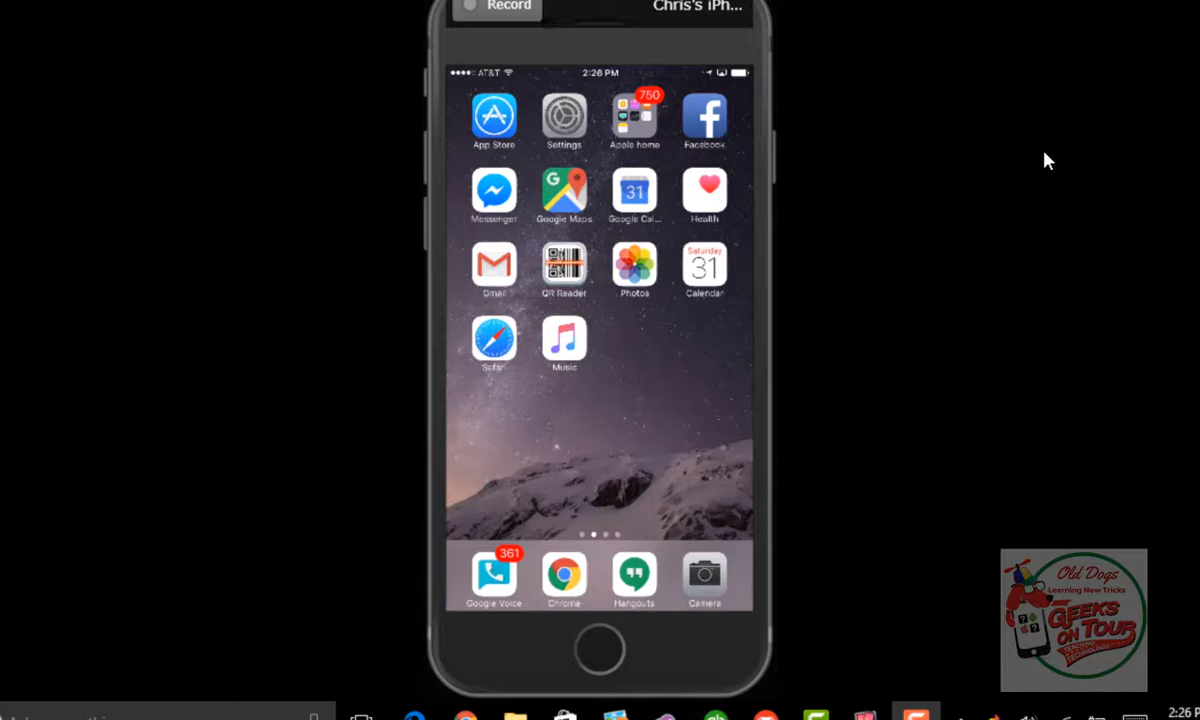 Record
Chris's iPh...
AT&T
2:26 PM
750
App Store
Settings
Apple home
Facebook
G
31
Messenger
Google Maps
Google Cal...
Health
Saturday
31
Gmail
QR Reader
Photos
Calendar
Safari
Music
361
Google Voice
Chrome
Hangouts
Camera
Old Dogs
Learning New Tricks
GEEKS
ON TOUR
TEACHING
TECHNOLOGY
2:26 P